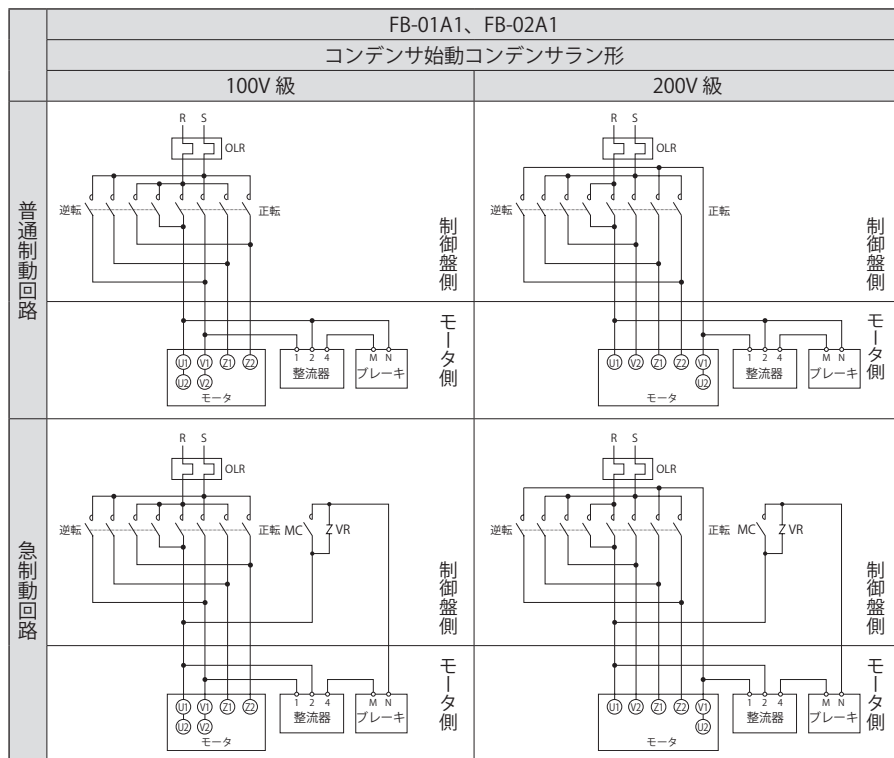 FB-01A1、FB-02A1
コンデンサ始動コンデンサラン形
100V 級
200V 級
普通制動回路
R S
OLR
逆転
正転
制御盤側
モータ側
U1 V1 Z1 Z2
U2 V2
モータ
1 2 4
整流器
M N
ブレーキ
R S
OLR
逆転
正転
制御盤側
モータ側
U1 V2 Z1 Z2 V1
U2
モータ
1 2 4
整流器
M N
ブレーキ
急制動回路
R S
OLR
逆転
正転
MC
VR
制御盤側
モータ側
U1 V1 Z1 Z2
U2 V2
モータ
1 2 4
整流器
M N
ブレーキ
R S
OLR
逆転
正転
MC
VR
制御盤側
モータ側
U1 V2 Z1 Z2 V1
U2
モータ
1 2 4
整流器
M N
ブレーキ